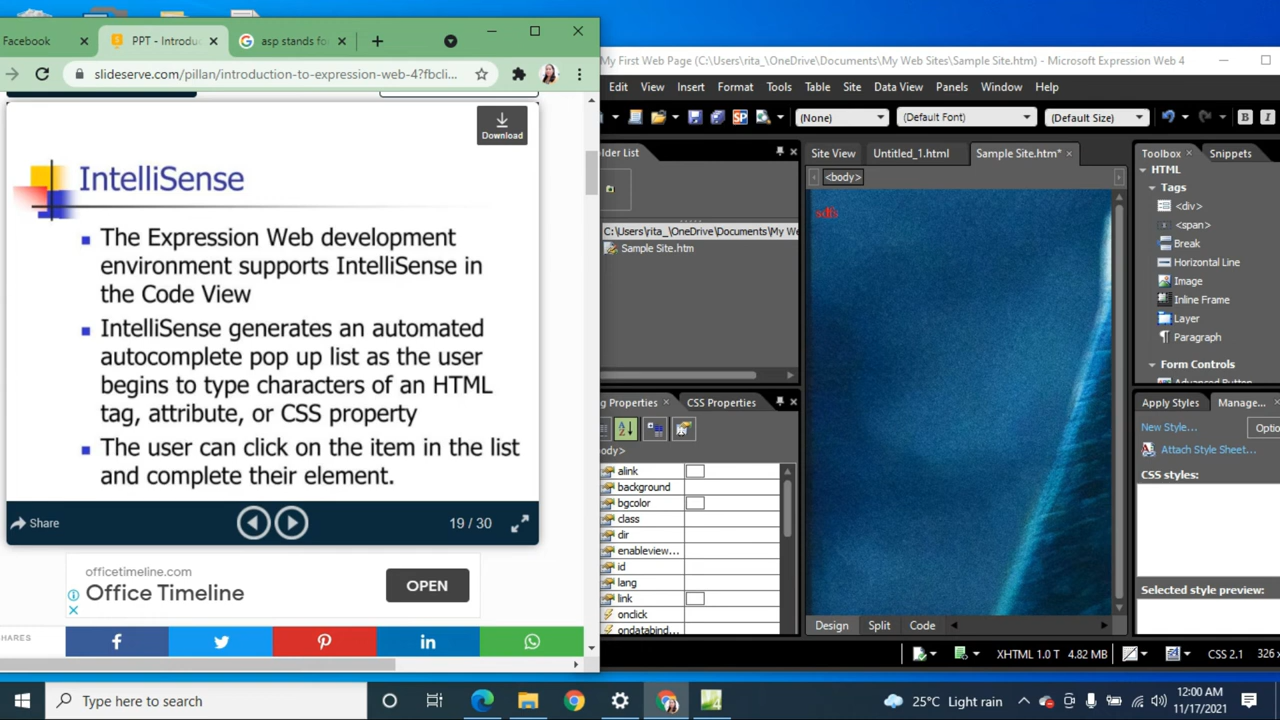 Facebook
PPT - Introdu
asp stands fo
slideserve.com/pillan/introduction-to-expression-web-4?fbcli...
Download
IntelliSense
The Expression Web development
environment supports IntelliSense in
the Code View
IntelliSense generates an automated
autocomplete pop up list as the user
begins to type characters of an HTML
tag, attribute, or CSS property
The user can click on the item in the list
and complete their element.
Share
19 / 30
officetimeline.com
Office Timeline
OPEN
SHARES
My First Web Page (C:\Users\rita_\OneDrive\Documents\My Web Sites\Sample Site.htm) - Microsoft Expression Web 4
Edit View Insert Format Tools Table Site Data View Panels Window Help
(None) (Default Font) (Default Size) B I
lder List
C:\Users\rita_\OneDrive\Documents\My We
Sample Site.htm
g Properties CSS Properties
body>
alink
background
bgcolor
class
dir
enableview...
id
lang
link
onclick
ondatabind...
Site View Untitled_1.html Sample Site.htm*
<body>
sdfs
Design Split Code
Toolbox Snippets
HTML
Tags
<div>
<span>
Break
Horizontal Line
Image
Inline Frame
Layer
Paragraph
Form Controls
Advanced Button
Apply Styles Manage...
New Style... Optio
Attach Style Sheet...
CSS styles:
Selected style preview:
XHTML 1.0 T 4.82 MB CSS 2.1 326 x
Type here to search
25°C Light rain
12:00 AM
11/17/2021